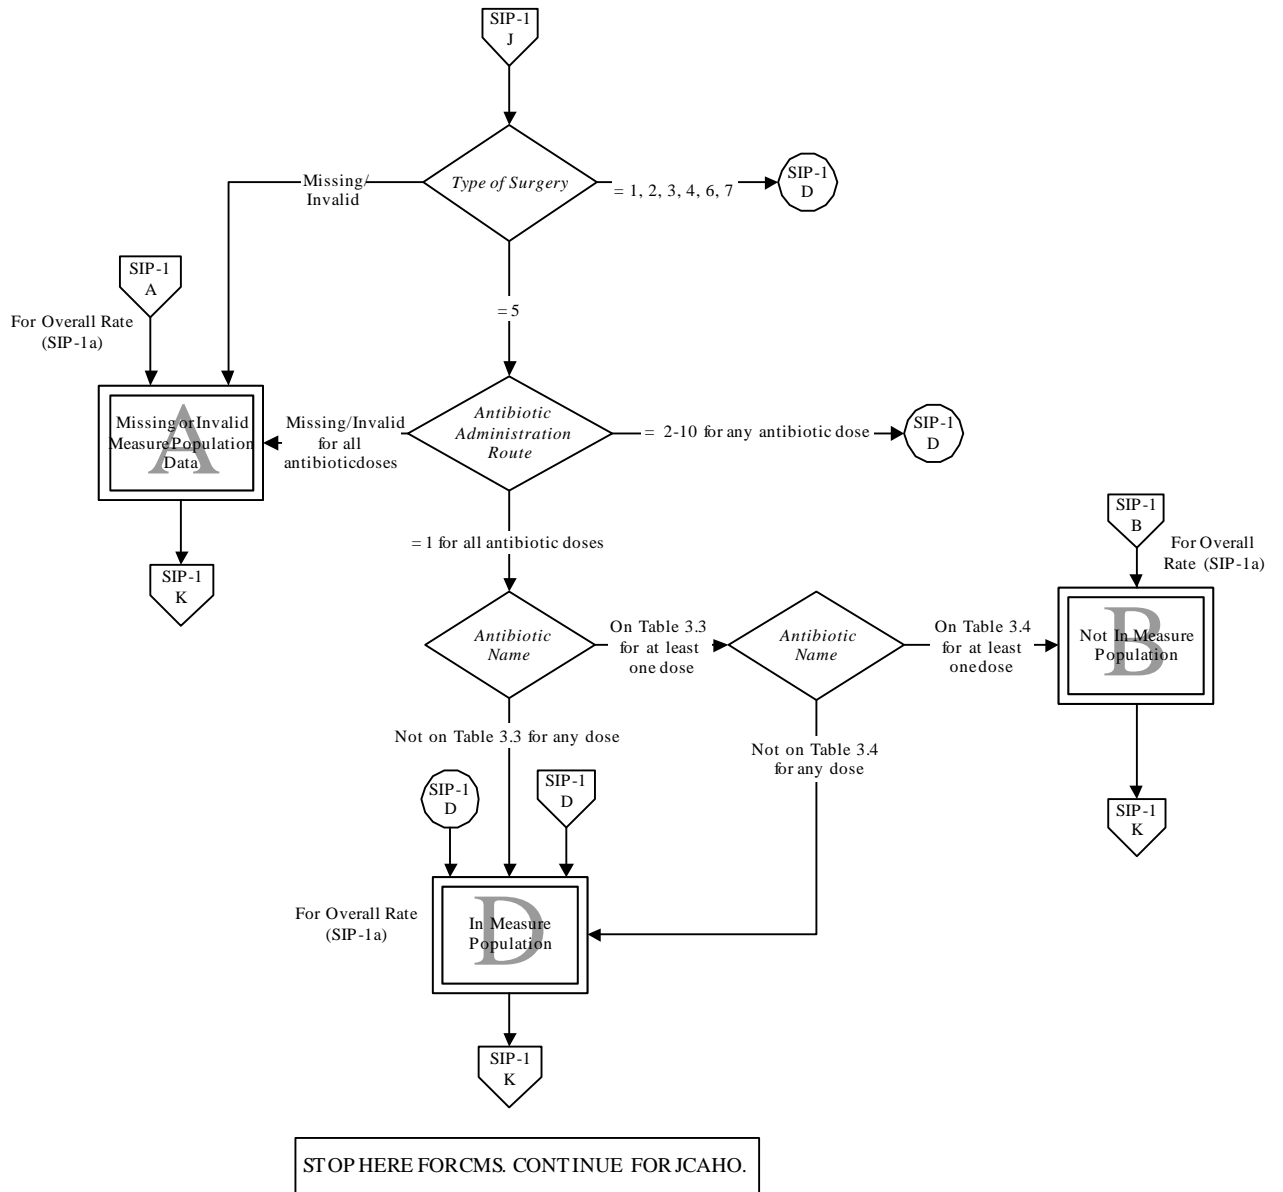 SIP-1
J
Type of Surgery
Missing/
Invalid
= 1, 2, 3, 4, 6, 7
SIP-1
D
SIP-1
A
For Overall Rate
(SIP-1a)
= 5
A
Missing or Invalid
Measure Population
Data
Missing/Invalid
for all
antibiotic doses
Antibiotic
Administration
Route
= 2-10 for any antibiotic dose
SIP-1
D
SIP-1
K
= 1 for all antibiotic doses
SIP-1
B
For Overall
Rate (SIP-1a)
Antibiotic
Name
On Table 3.3
for at least
one dose
Antibiotic
Name
On Table 3.4
for at least
one dose
B
Not In Measure
Population
Not on Table 3.3 for any dose
Not on Table 3.4
for any dose
SIP-1
D
SIP-1
D
SIP-1
K
For Overall Rate
(SIP-1a)
D
In Measure
Population
SIP-1
K
STOP HERE FOR CMS. CONTINUE FOR JCAHO.